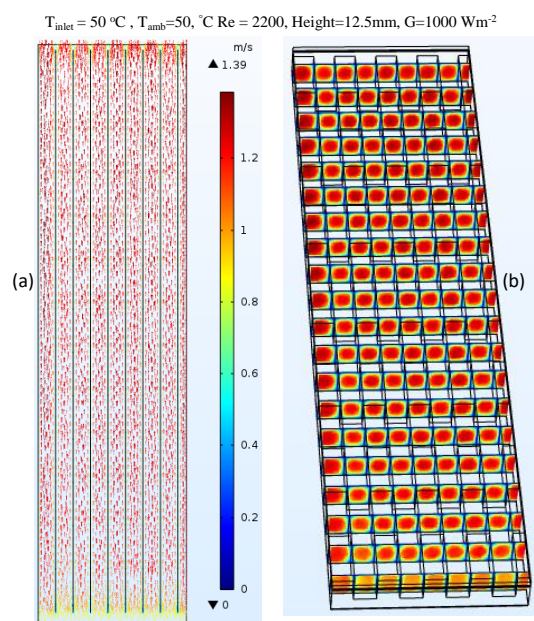 T_inlet = 50 °C , T_amb=50, °C Re = 2200, Height=12.5mm, G=1000 Wm⁻²
m/s
▲ 1.39
1.2
1
0.8
0.6
0.4
0.2
0
▼ 0
(a)
(b)